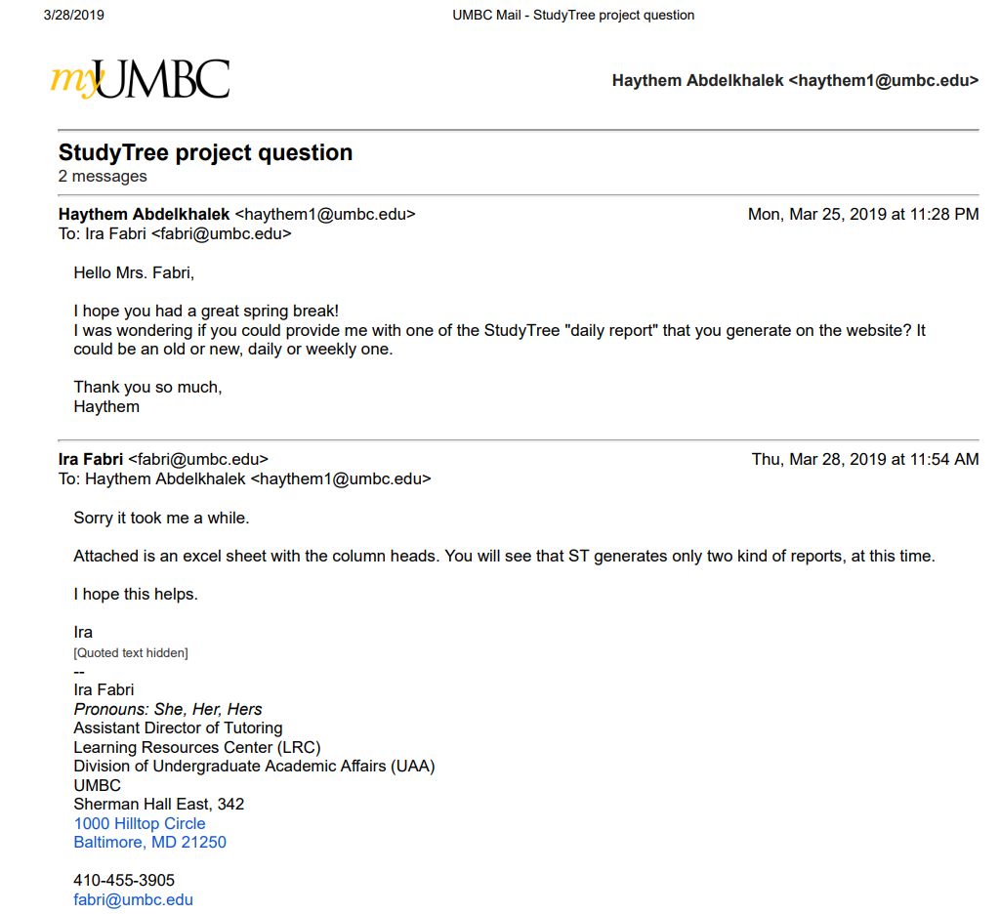 3/28/2019 UMBC Mail - StudyTree project question
myUMBC
Haythem Abdelkhalek <haythem1@umbc.edu>
StudyTree project question
2 messages
Haythem Abdelkhalek <haythem1@umbc.edu> Mon, Mar 25, 2019 at 11:28 PM
To: Ira Fabri <fabri@umbc.edu>
Hello Mrs. Fabri,
I hope you had a great spring break!
I was wondering if you could provide me with one of the StudyTree "daily report" that you generate on the website? It
could be an old or new, daily or weekly one.
Thank you so much,
Haythem
Ira Fabri <fabri@umbc.edu> Thu, Mar 28, 2019 at 11:54 AM
To: Haythem Abdelkhalek <haythem1@umbc.edu>
Sorry it took me a while.
Attached is an excel sheet with the column heads. You will see that ST generates only two kind of reports, at this time.
I hope this helps.
Ira
[Quoted text hidden]
--
Ira Fabri
Pronouns: She, Her, Hers
Assistant Director of Tutoring
Learning Resources Center (LRC)
Division of Undergraduate Academic Affairs (UAA)
UMBC
Sherman Hall East, 342
1000 Hilltop Circle
Baltimore, MD 21250
410-455-3905
fabri@umbc.edu